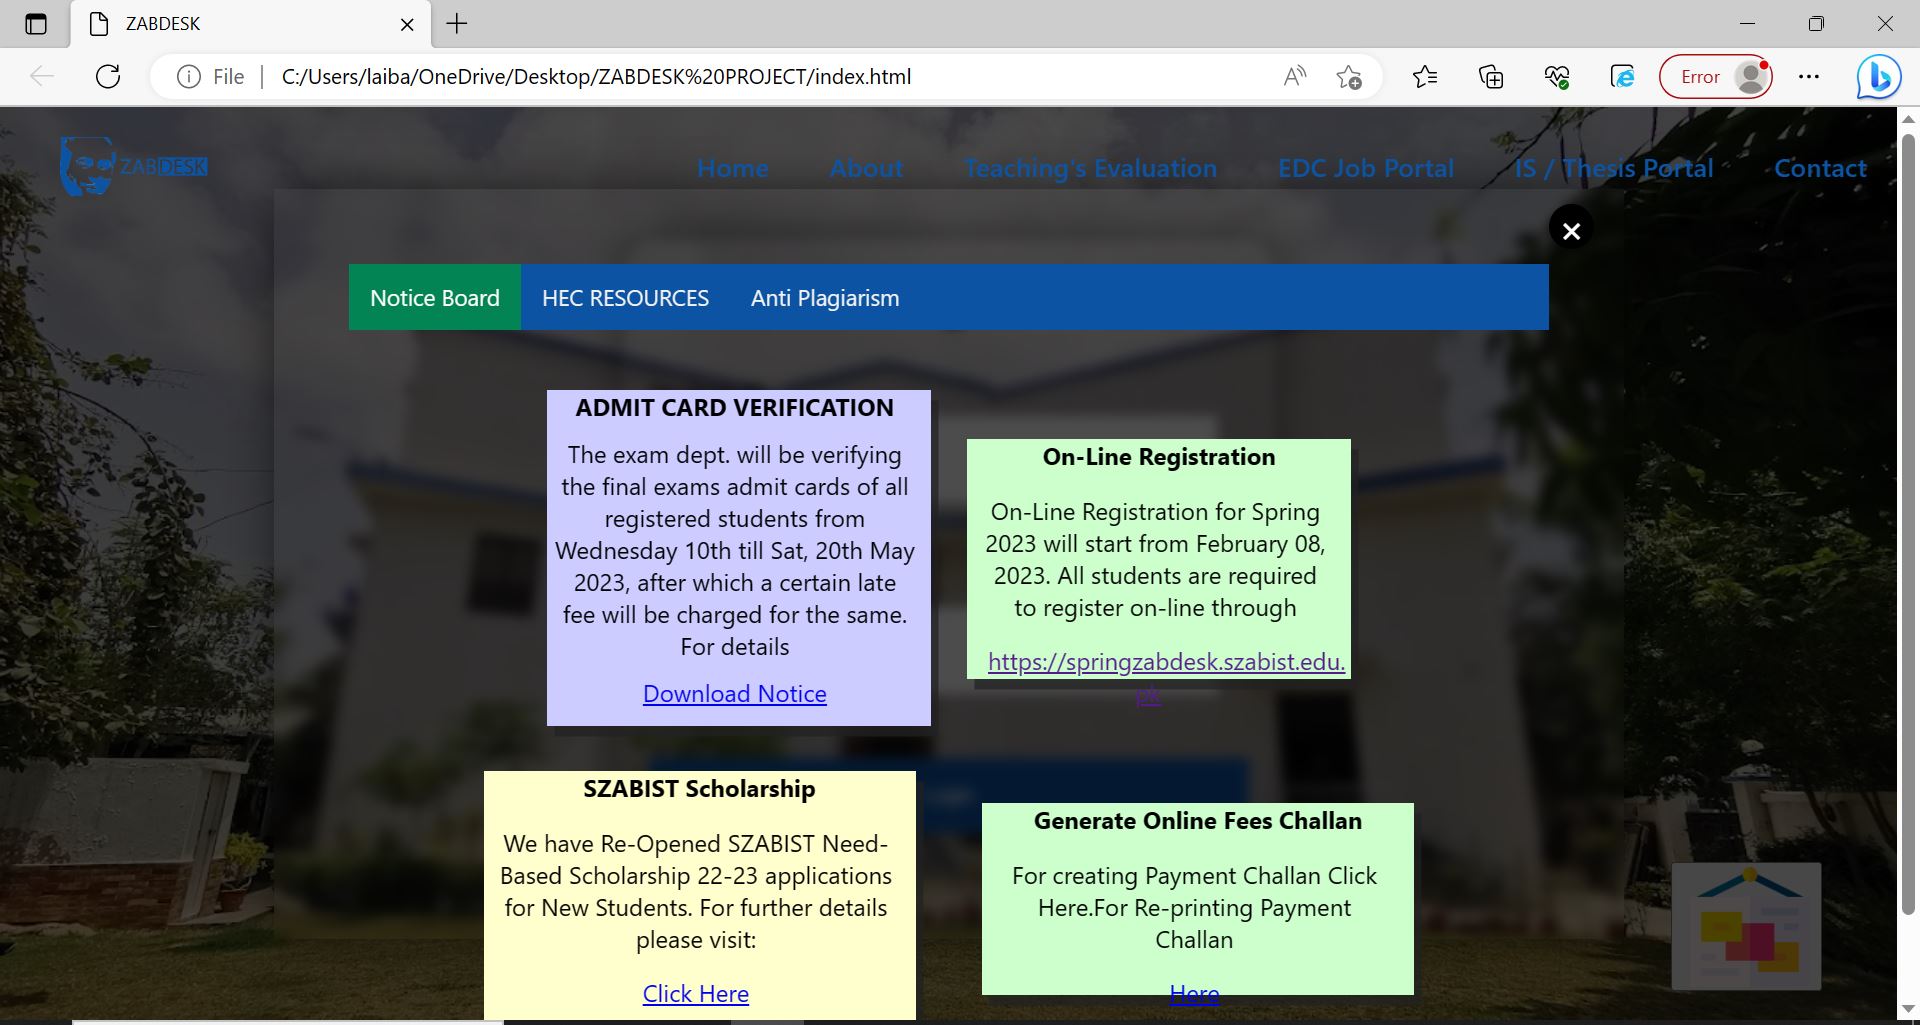 ZABDESK
File
C:/Users/laiba/OneDrive/Desktop/ZABDESK%20PROJECT/index.html
Error
ZABDESK
Home
About
Teaching's Evaluation
EDC Job Portal
IS / Thesis Portal
Contact
Notice Board
HEC RESOURCES
Anti Plagiarism
ADMIT CARD VERIFICATION
The exam dept. will be verifying
the final exams admit cards of all
registered students from
Wednesday 10th till Sat, 20th May
2023, after which a certain late
fee will be charged for the same.
For details
Download Notice
On-Line Registration
On-Line Registration for Spring
2023 will start from February 08,
2023. All students are required
to register on-line through
https://springzabdesk.szabist.edu.
pk
SZABIST Scholarship
We have Re-Opened SZABIST Need-
Based Scholarship 22-23 applications
for New Students. For further details
please visit:
Click Here
Generate Online Fees Challan
For creating Payment Challan Click
Here.For Re-printing Payment
Challan
Here